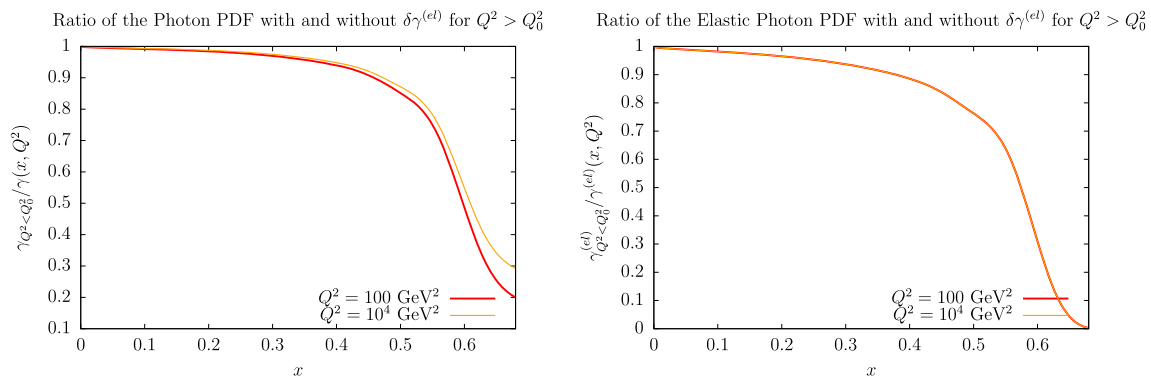 Ratio of the Photon PDF with and without δγ^(el) for Q² > Q₀²
γ_{Q²<Q₀²}/γ(x, Q²)
1
0.9
0.8
0.7
0.6
0.5
0.4
0.3
0.2
0.1
Q² = 100 GeV²
Q² = 10⁴ GeV²
0 0.1 0.2 0.3 0.4 0.5 0.6
x
Ratio of the Elastic Photon PDF with and without δγ^(el) for Q² > Q₀²
γ^(el)_{Q²<Q₀²}/γ^(el)(x, Q²)
1
0.9
0.8
0.7
0.6
0.5
0.4
0.3
0.2
0.1
0
Q² = 100 GeV²
Q² = 10⁴ GeV²
0 0.1 0.2 0.3 0.4 0.5 0.6
x